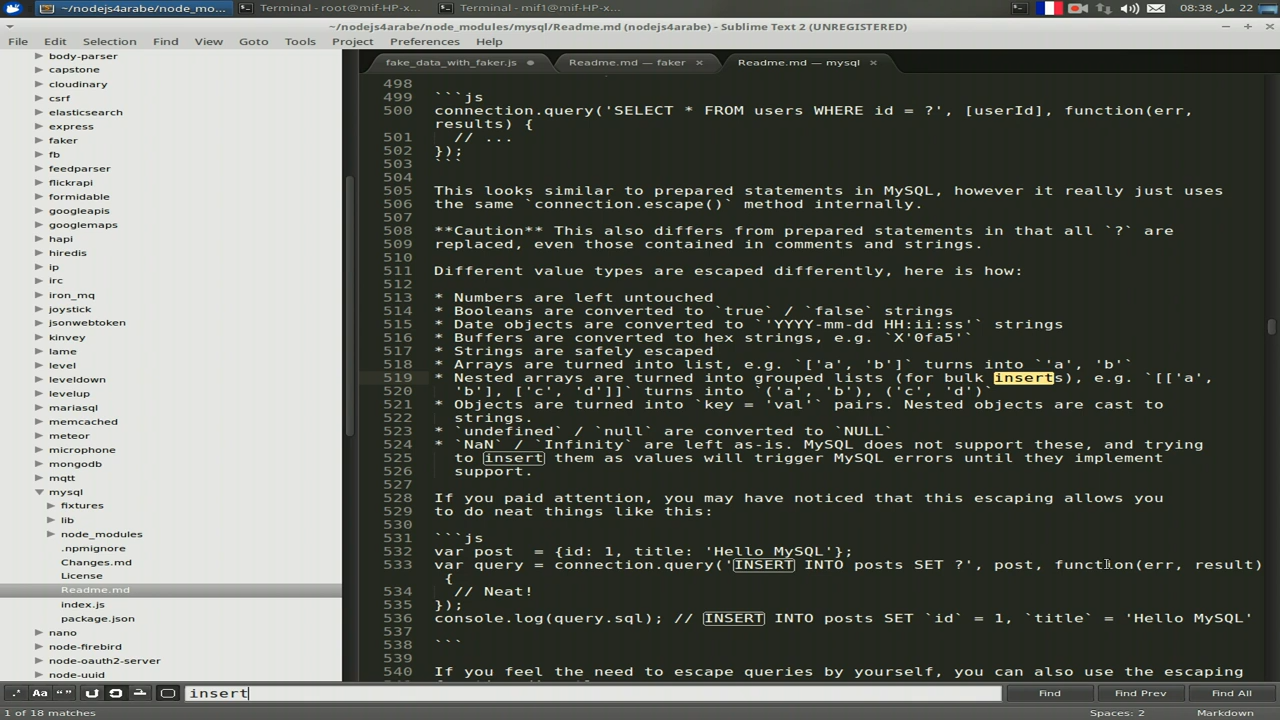 ~/nodejs4arabe/node_mo...
Terminal - root@mif-HP-x...
Terminal - mif1@mif-HP-x...
08:38 ,مار 22
~/nodejs4arabe/node_modules/mysql/Readme.md (nodejs4arabe) - Sublime Text 2 (UNREGISTERED)
File Edit Selection Find View Goto Tools Project Preferences Help
body-parser
capstone
cloudinary
csrf
elasticsearch
express
faker
fb
feedparser
flickrapi
formidable
googleapis
googlemaps
hapi
hiredis
ip
irc
iron_mq
joystick
jsonwebtoken
kinvey
lame
level
leveldown
mariasql
memcached
meteor
microphone
mongodb
mqtt
mysql
fixtures
lib
node_modules
.npmignore
Changes.md
License
Readme.md
index.js
package.json
nano
node-firebird
node-oauth2-server
node-uuid
fake_data_with_faker.js
Readme.md — faker ×
Readme.md — mysql ×
498
499 ```js
500 connection.query('SELECT * FROM users WHERE id = ?', [userId], function(err,
results) {
501 // ...
502 });
503 ```
504
505 This looks similar to prepared statements in MySQL, however it really just uses
506 the same `connection.escape()` method internally.
507
508 **Caution** This also differs from prepared statements in that all `?` are
509 replaced, even those contained in comments and strings.
510
511 Different value types are escaped differently, here is how:
512
513 * Numbers are left untouched
514 * Booleans are converted to `true` / `false` strings
515 * Date objects are converted to `'YYYY-mm-dd HH:ii:ss'` strings
516 * Buffers are converted to hex strings, e.g. `X'0fa5'`
517 * Strings are safely escaped
518 * Arrays are turned into list, e.g. `['a', 'b']` turns into `'a', 'b'`
519 * Nested arrays are turned into grouped lists (for bulk inserts), e.g. `[['a',
520 'b'], ['c', 'd']]` turns into `('a', 'b'), ('c', 'd')`
521 * Objects are turned into `key = 'val'` pairs. Nested objects are cast to
522 strings.
523 * `undefined` / `null` are converted to `NULL`
524 * `NaN` / `Infinity` are left as-is. MySQL does not support these, and trying
525 to insert them as values will trigger MySQL errors until they implement
526 support.
527
528 If you paid attention, you may have noticed that this escaping allows you
529 to do neat things like this:
530
531 ```js
532 var post  = {id: 1, title: 'Hello MySQL'};
533 var query = connection.query('INSERT INTO posts SET ?', post, function(err, result)
{
534 // Neat!
535 });
536 console.log(query.sql); // INSERT INTO posts SET `id` = 1, `title` = 'Hello MySQL'
537
538 ```
539
540 If you feel the need to escape queries by yourself, you can also use the escaping
.* Aa “”
insert
Find
Find Prev
Find All
1 of 18 matches
Spaces: 2
Markdown